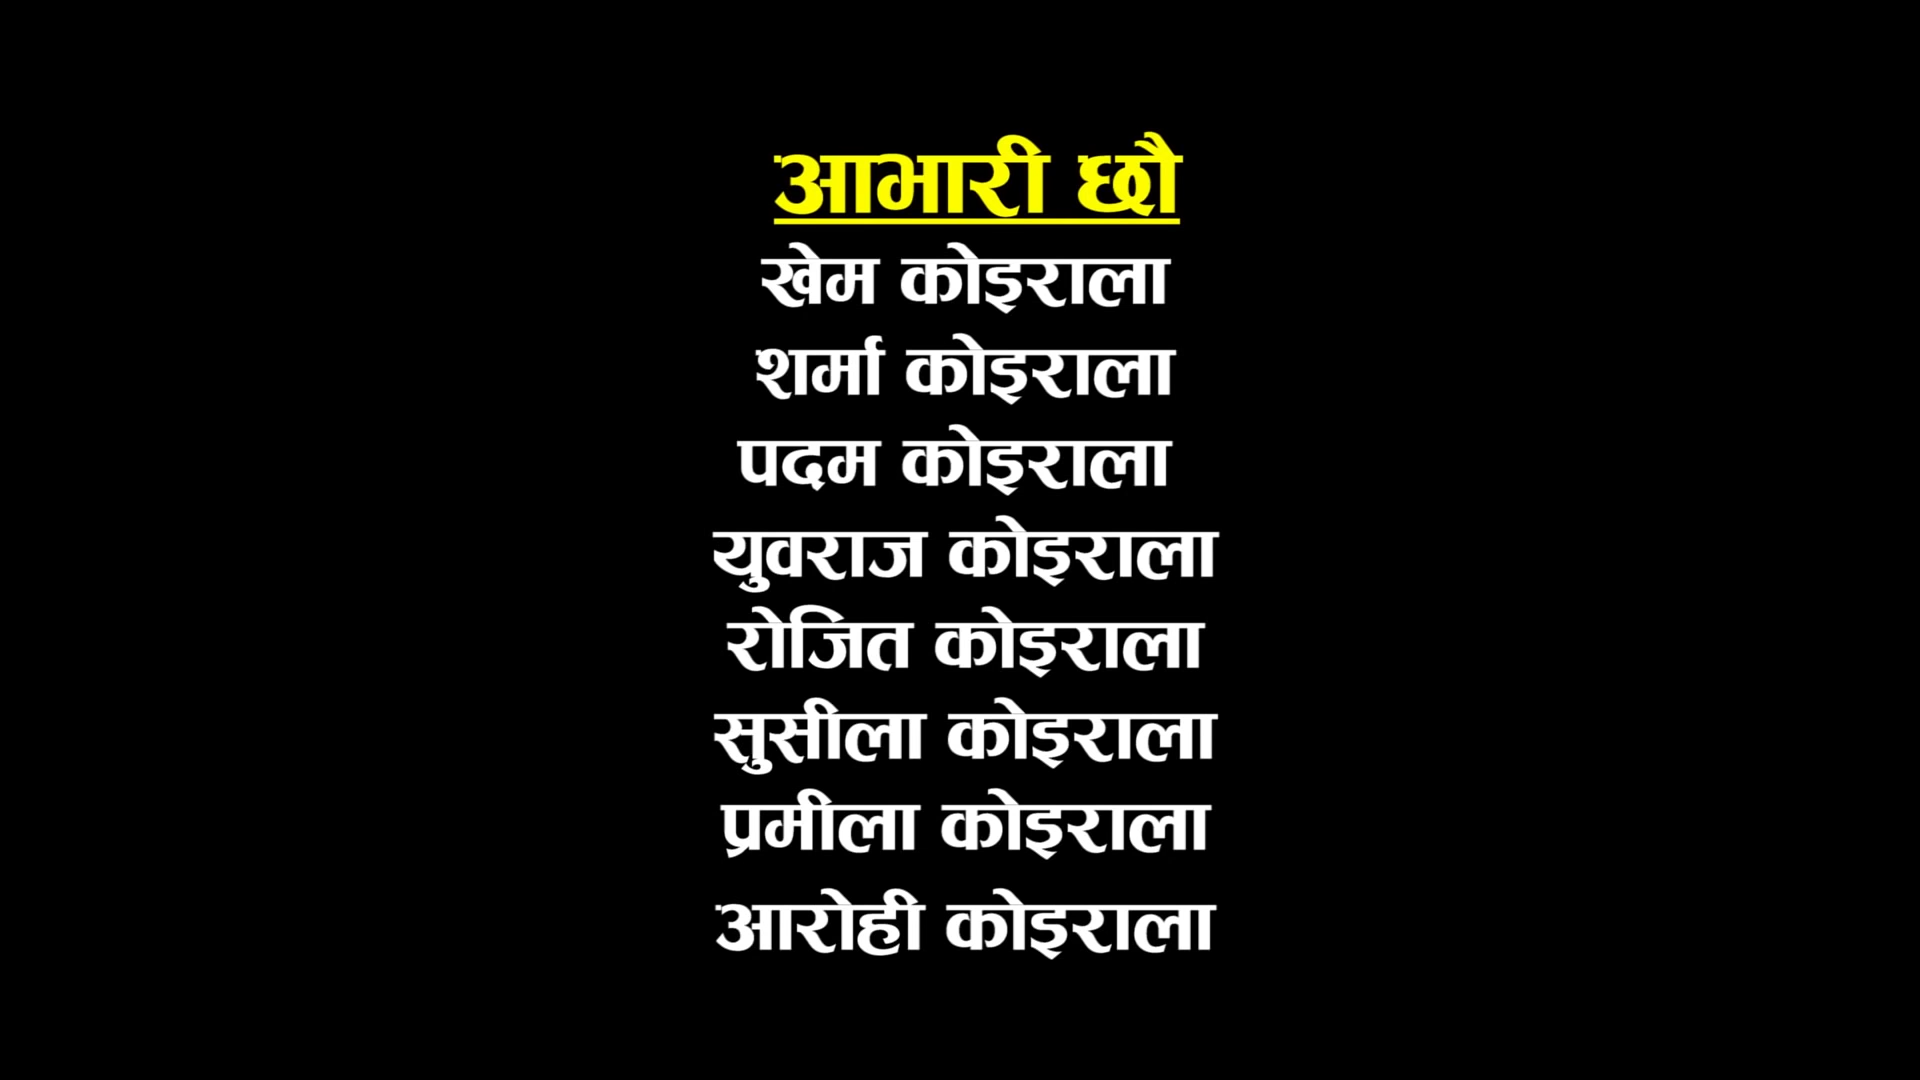 आभारी छौ
खेम कोइराला
शर्मा कोइराला
पदम कोइराला
युवराज कोइराला
रोजित कोइराला
सुसीला कोइराला
प्रमीला कोइराला
आरोही कोइराला